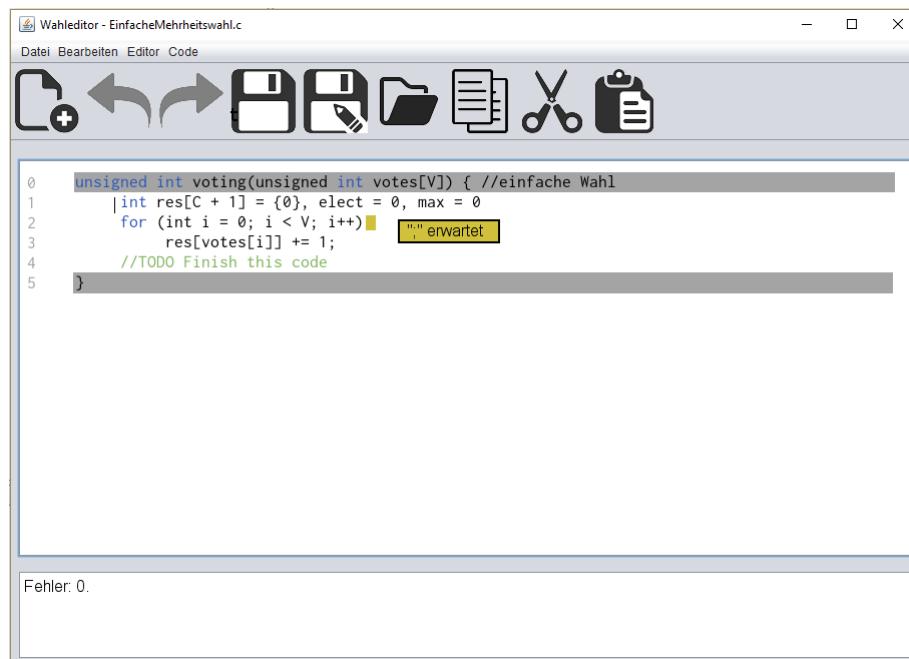 Wahleditor - EinfacheMehrheitswahl.c
Datei Bearbeiten Editor Code
t
0 unsigned int voting(unsigned int votes[V]) { //einfache Wahl
1 int res[C + 1] = {0}, elect = 0, max = 0
2 for (int i = 0; i < V; i++)
";" erwartet
3 res[votes[i]] += 1;
4 //TODO Finish this code
5 }
Fehler: 0.